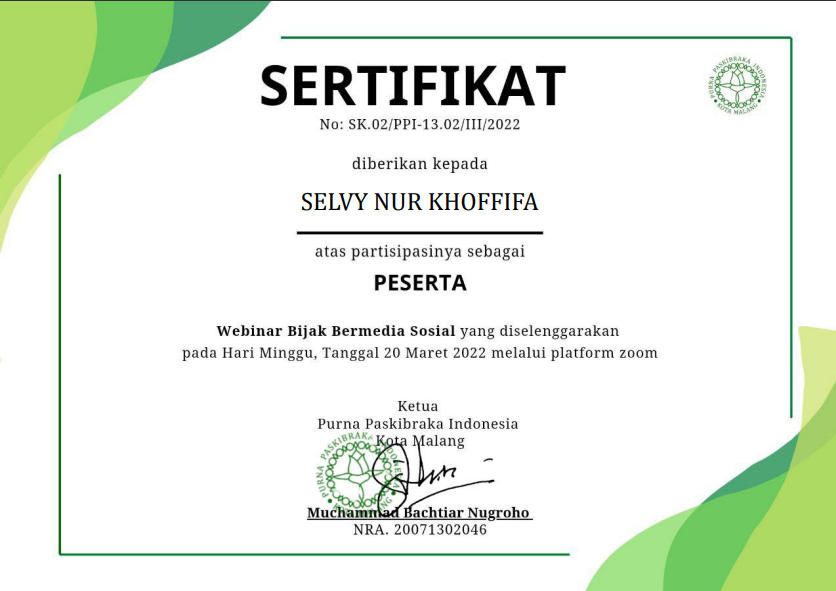 SERTIFIKAT
PURNA PASKIBRAKA INDONESIA
KOTA MALANG
No: SK.02/PPI-13.02/III/2022
diberikan kepada
SELVY NUR KHOFFIFA
atas partisipasinya sebagai
PESERTA
Webinar Bijak Bermedia Sosial yang diselenggarakan
pada Hari Minggu, Tanggal 20 Maret 2022 melalui platform zoom
Ketua
Purna Paskibraka Indonesia
Kota Malang
PURNA PASKIBRAKA INDONESIA
Muchammad Bachtiar Nugroho
NRA. 20071302046